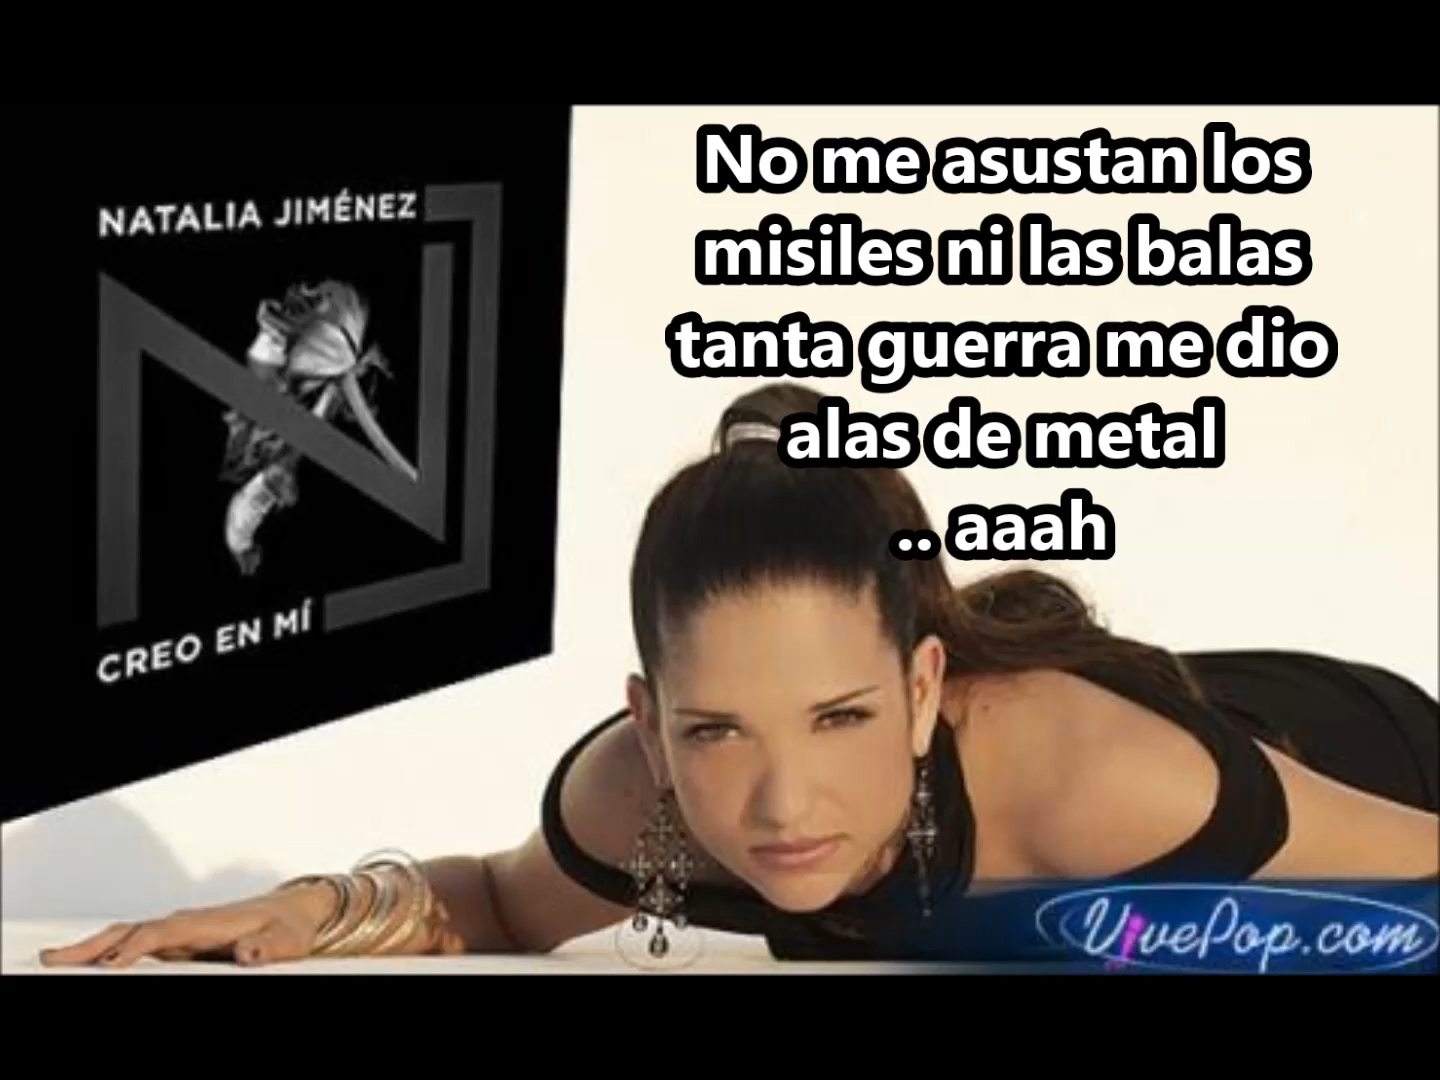 NATALIA JIMÉNEZ
NJ
CREO EN MÍ
No me asustan los
misiles ni las balas
tanta guerra me dio
alas de metal
.. aaah
VivePop.com